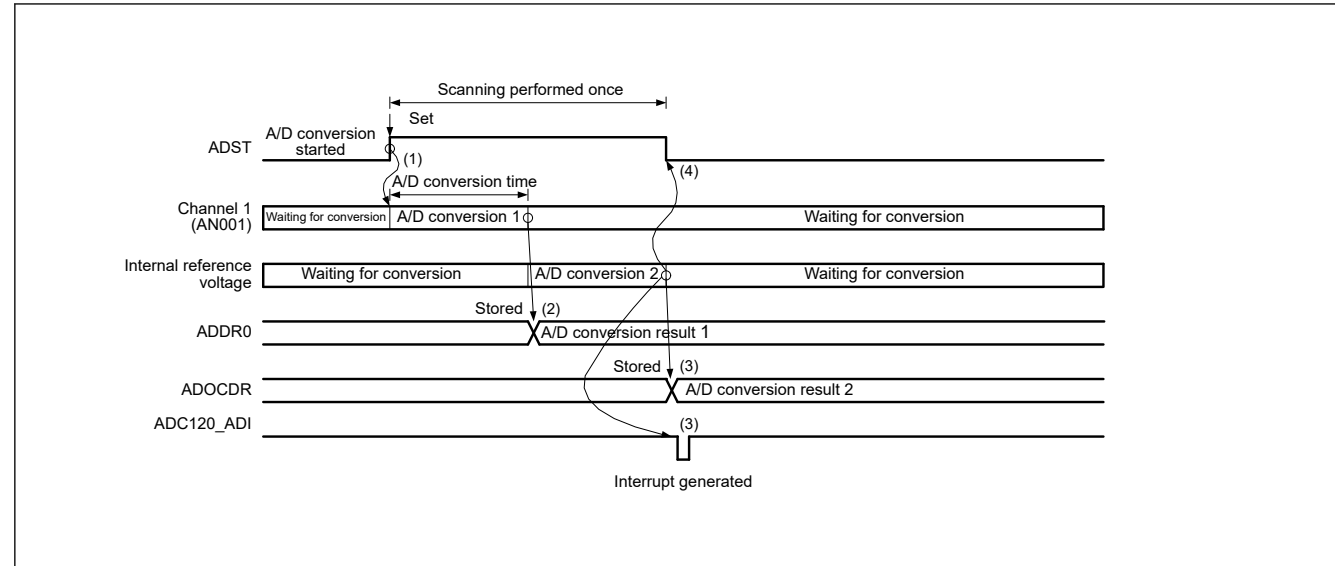 Scanning performed once
Set
A/D conversion
started
ADST
(1)
(4)
A/D conversion time
Channel 1
(AN001)
Waiting for conversion
A/D conversion 1
Waiting for conversion
Internal reference
voltage
Waiting for conversion
A/D conversion 2
Waiting for conversion
Stored
(2)
ADDR0
A/D conversion result 1
Stored
(3)
ADOCDR
A/D conversion result 2
ADC120_ADI
(3)
Interrupt generated